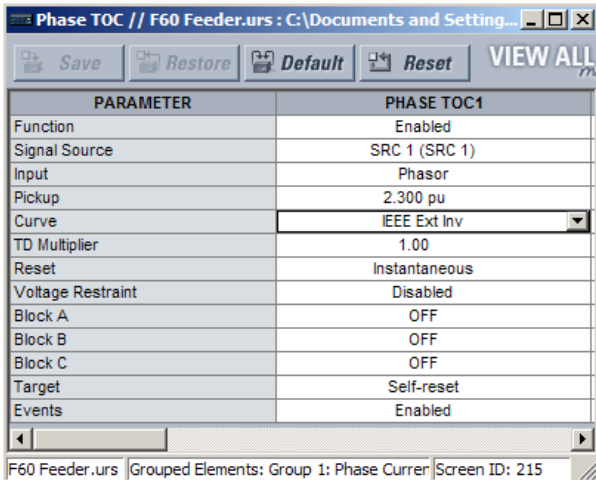 Phase TOC // F60 Feeder.urs : C:\Documents and Setting...
Save Restore Default Reset VIEW ALL
m
PARAMETER PHASE TOC1
Function Enabled
Signal Source SRC 1 (SRC 1)
Input Phasor
Pickup 2.300 pu
Curve IEEE Ext Inv
TD Multiplier 1.00
Reset Instantaneous
Voltage Restraint Disabled
Block A OFF
Block B OFF
Block C OFF
Target Self-reset
Events Enabled
F60 Feeder.urs Grouped Elements: Group 1: Phase Currer Screen ID: 215